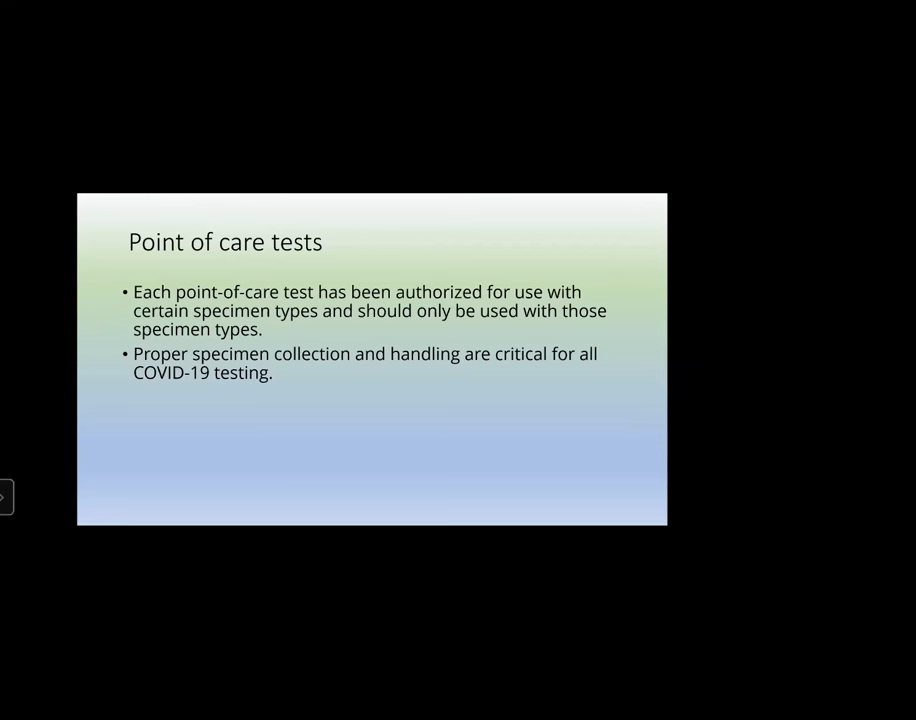 Point of care tests
• Each point-of-care test has been authorized for use with
certain specimen types and should only be used with those
specimen types.
• Proper specimen collection and handling are critical for all
COVID-19 testing.